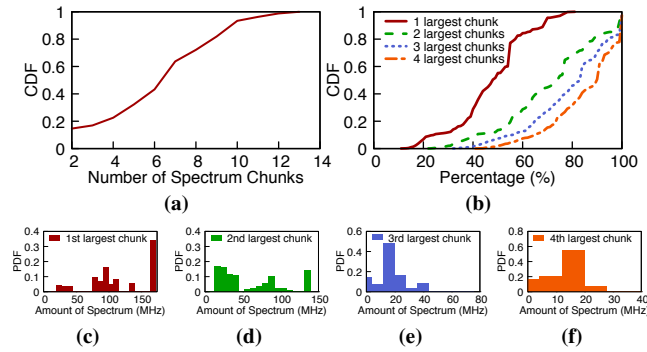 1
0.8
0.6
0.4
0.2
0
CDF
2 4 6 8 10 12 14
Number of Spectrum Chunks
(a)
1
0.8
0.6
0.4
0.2
0
CDF
1 largest chunk
2 largest chunks
3 largest chunks
4 largest chunks
0 20 40 60 80 100
Percentage (%)
(b)
0.4
0.3
0.2
0.1
0
PDF
1st largest chunk
0 50 100 150
Amount of Spectrum (MHz)
(c)
0.4
0.3
0.2
0.1
0
PDF
2nd largest chunk
0 50 100 150
Amount of Spectrum (MHz)
(d)
0.6
0.4
0.2
0
PDF
3rd largest chunk
0 20 40 60 80
Amount of Spectrum (MHz)
(e)
0.8
0.6
0.4
0.2
0
PDF
4th largest chunk
0 10 20 30 40
Amount of Spectrum (MHz)
(f)